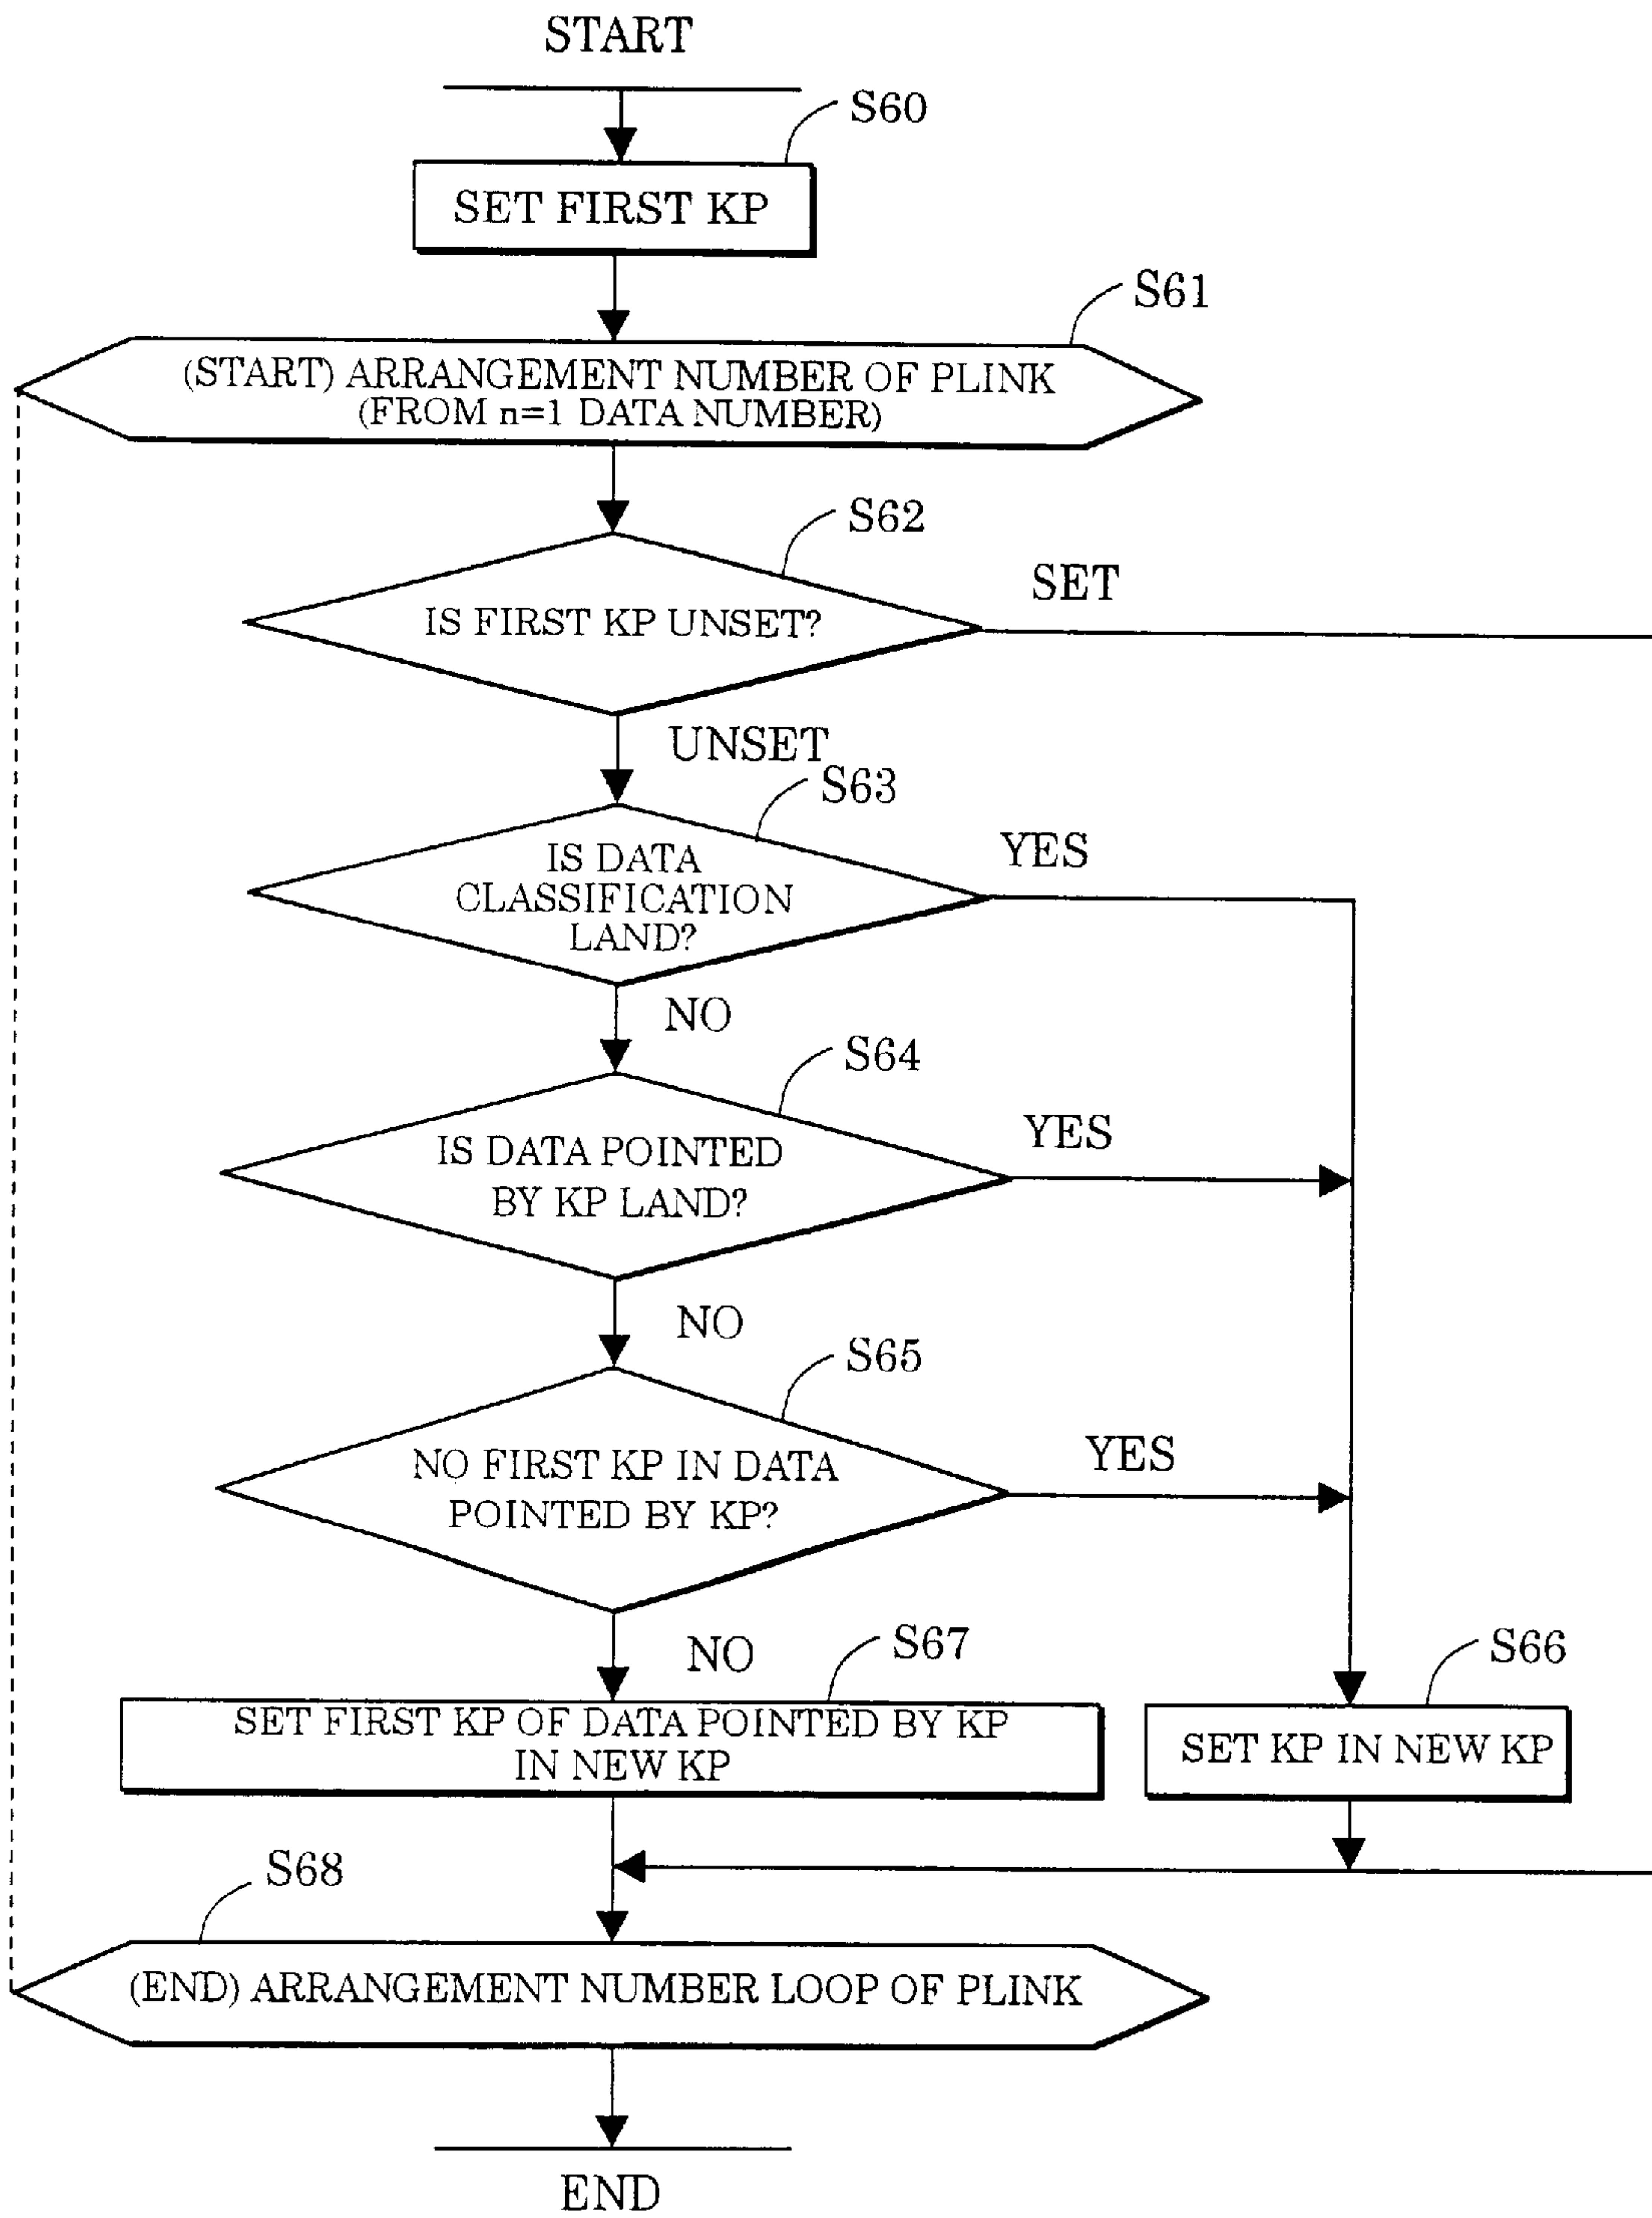 START
S60
SET FIRST KP
S61
(START) ARRANGEMENT NUMBER OF PLINK
(FROM n=1 DATA NUMBER)
S62
IS FIRST KP UNSET?
SET
UNSET
S63
IS DATA
CLASSIFICATION
LAND?
YES
NO
S64
IS DATA POINTED
BY KP LAND?
YES
NO
S65
NO FIRST KP IN DATA
POINTED BY KP?
YES
NO
S67
SET FIRST KP OF DATA POINTED BY KP
IN NEW KP
S66
SET KP IN NEW KP
S68
(END) ARRANGEMENT NUMBER LOOP OF PLINK
END